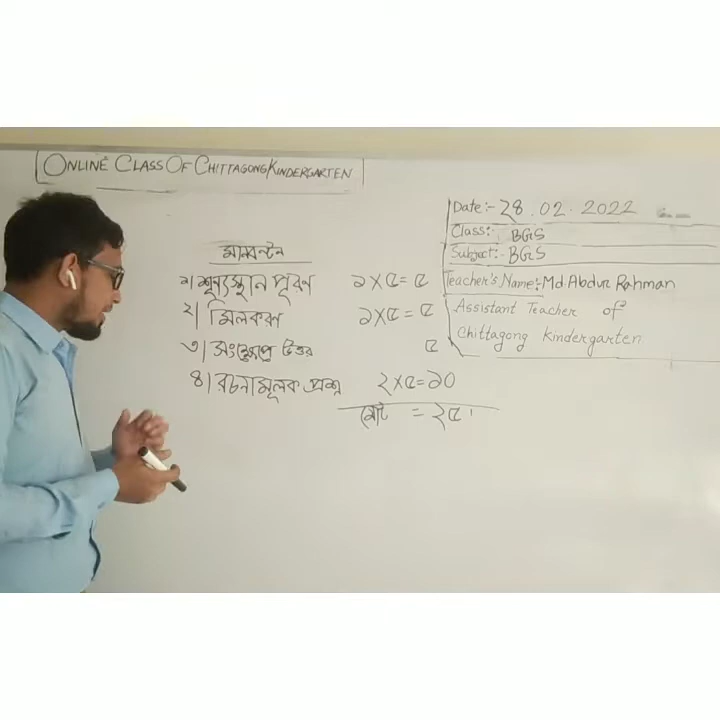 ONLINE CLASS OF CHITTAGONG KINDERGARTEN
Date:- ২৪.02.2022
Class:- BGS
Subject:- BGS
Teacher's Name:- Md. Abdur Rahman
Assistant Teacher of
Chittagong Kindergarten
মানবন্টন
১। শূন্যস্থান পূরণ ১×৫=৫
২। মিলকরণ ১×৫=৫
৩। সংক্ষেপে উত্তর ৫
৪। রচনামূলক প্রশ্ন ২×৫=১০
মোট =২৫।